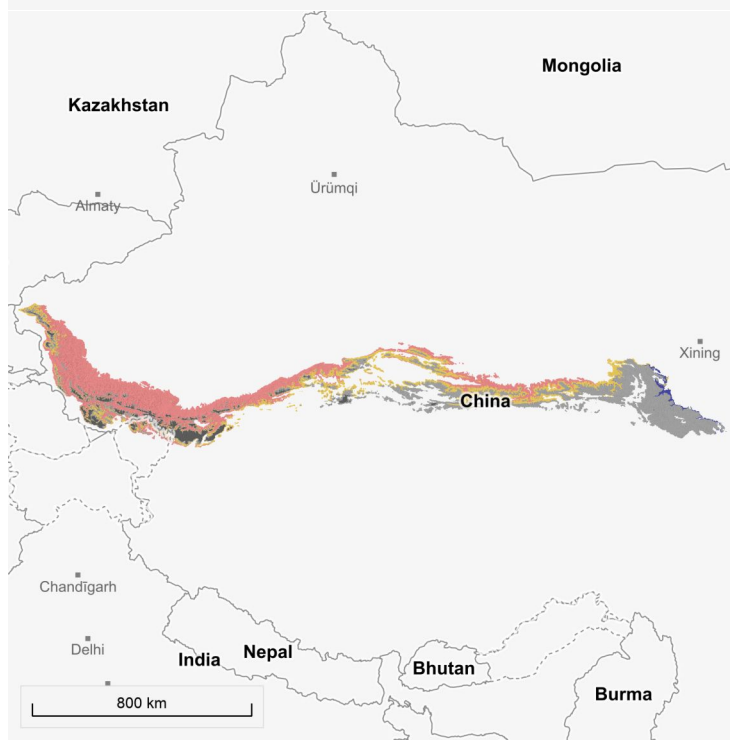 Mongolia
Kazakhstan
Ürümqi
Almaty
Xining
China
Chandīgarh
Delhi
India
Nepal
Bhutan
Burma
800 km